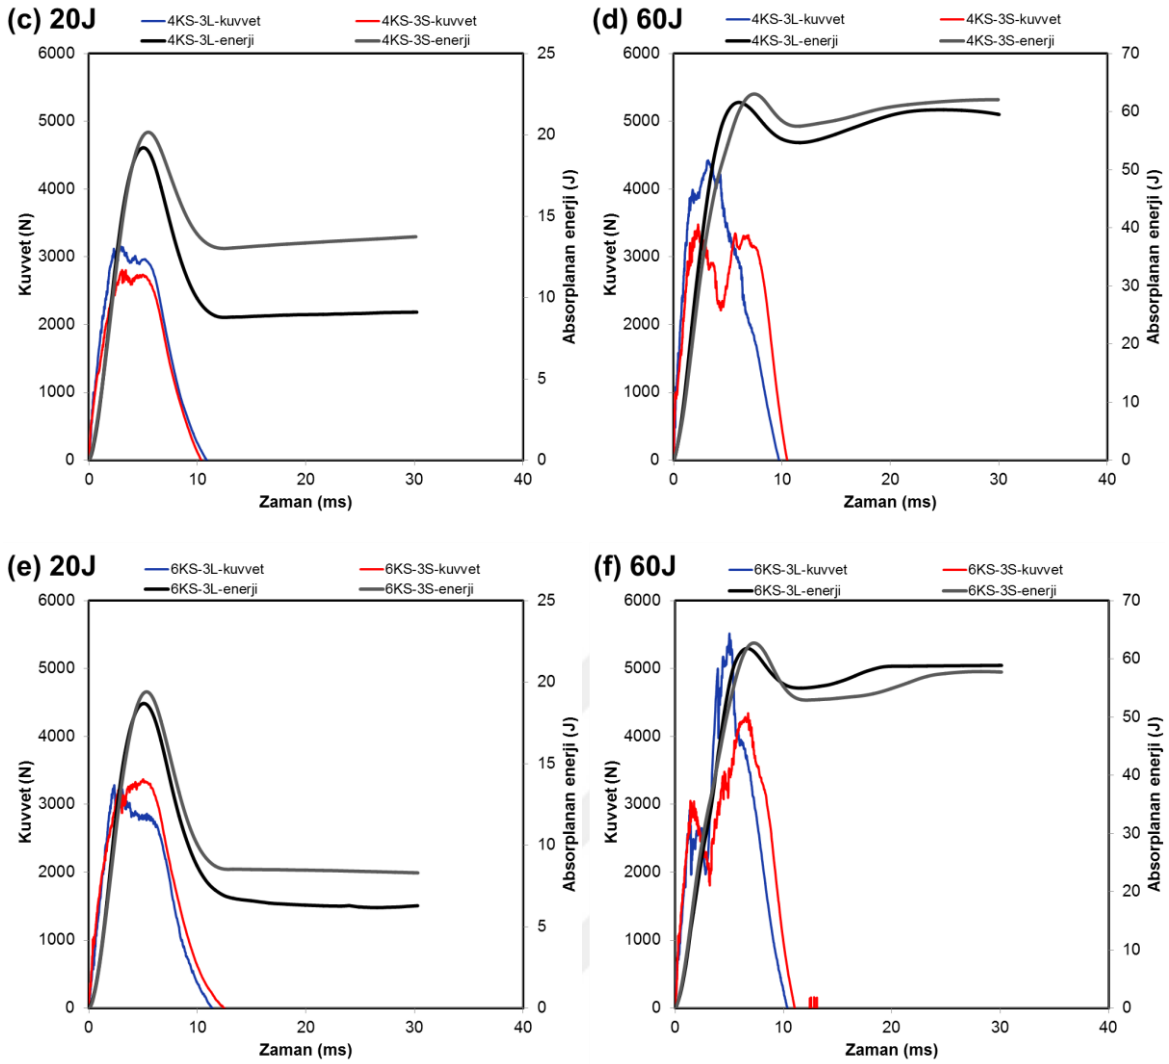 (c) 20J
4KS-3L-kuvvet 4KS-3S-kuvvet
4KS-3L-enerji 4KS-3S-enerji
6000
5000
4000
3000
2000
1000
0
Kuvvet (N)
25
20
15
10
5
0
Absorplanan enerji (J)
0 10 20 30 40
Zaman (ms)
(d) 60J
4KS-3L-kuvvet 4KS-3S-kuvvet
4KS-3L-enerji 4KS-3S-enerji
6000
5000
4000
3000
2000
1000
0
Kuvvet (N)
70
60
50
40
30
20
10
0
Absorplanan enerji (J)
0 10 20 30 40
Zaman (ms)
(e) 20J
6KS-3L-kuvvet 6KS-3S-kuvvet
6KS-3L-enerji 6KS-3S-enerji
6000
5000
4000
3000
2000
1000
0
Kuvvet (N)
25
20
15
10
5
0
Absorplanan enerji (J)
0 10 20 30 40
Zaman (ms)
(f) 60J
6KS-3L-kuvvet 6KS-3S-kuvvet
6KS-3L-enerji 6KS-3S-enerji
6000
5000
4000
3000
2000
1000
0
Kuvvet (N)
70
60
50
40
30
20
10
0
Absorplanan enerji (J)
0 10 20 30 40
Zaman (ms)